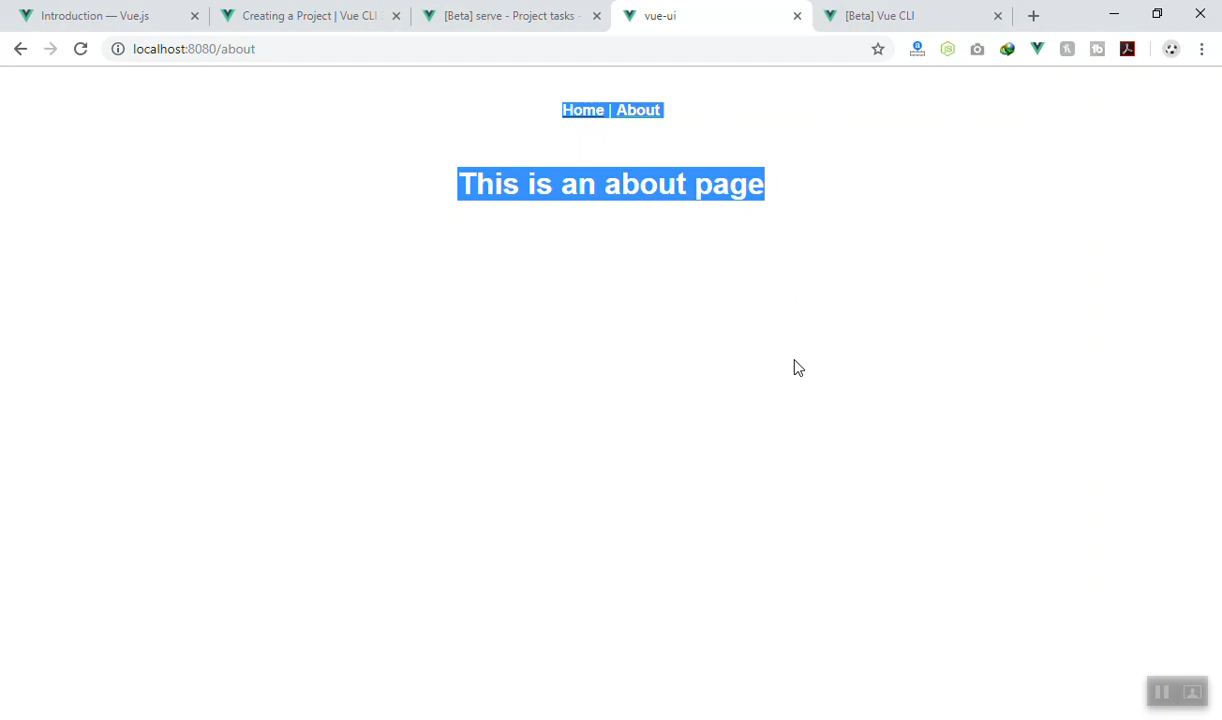 Introduction — Vue.js
Creating a Project | Vue CLI
[Beta] serve - Project tasks -
vue-ui
[Beta] Vue CLI
localhost:8080/about
Home | About
This is an about page